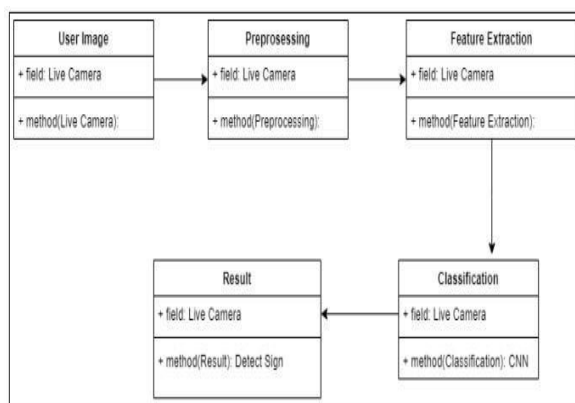 User Image
+ field: Live Camera
+ method(Live Camera):
Preprosessing
+ field: Live Camera
+ method(Preprocessing):
Feature Extraction
+ field: Live Camera
+ method(Feature Extraction):
Classification
+ field: Live Camera
+ method(Classification): CNN
Result
+ field: Live Camera
+ method(Result): Detect Sign